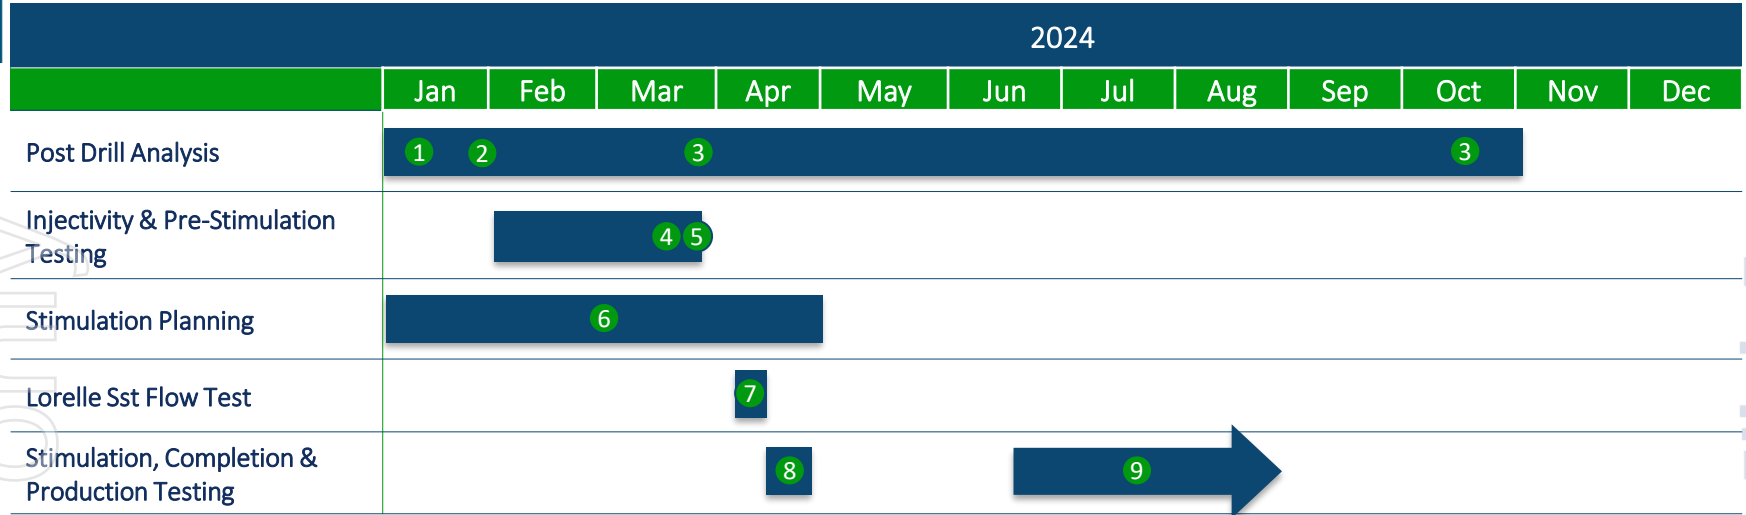 2024
Jan Feb Mar Apr May Jun Jul Aug Sep Oct Nov Dec
Post Drill Analysis
1 2 3 3
Injectivity & Pre-Stimulation
Testing
4 5
Stimulation Planning
6
Lorelle Sst Flow Test
7
Stimulation, Completion &
Production Testing
8 9